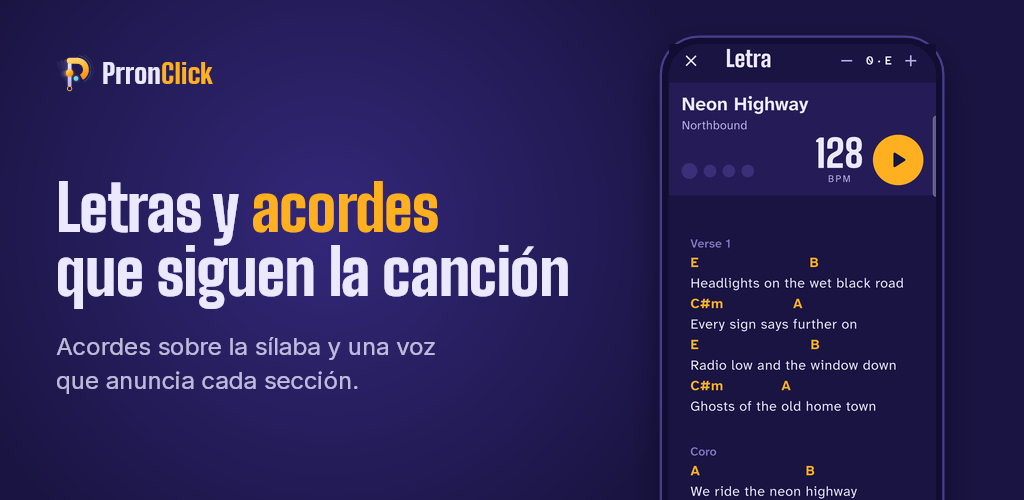 PrronClick
Letras y acordes
que siguen la canción
Acordes sobre la sílaba y una voz
que anuncia cada sección.
× Letra — 0·E +
Neon Highway
Northbound
128
BPM
Verse 1
E B
Headlights on the wet black road
C#m A
Every sign says further on
E B
Radio low and the window down
C#m A
Ghosts of the old home town
Coro
A B
We ride the neon highway